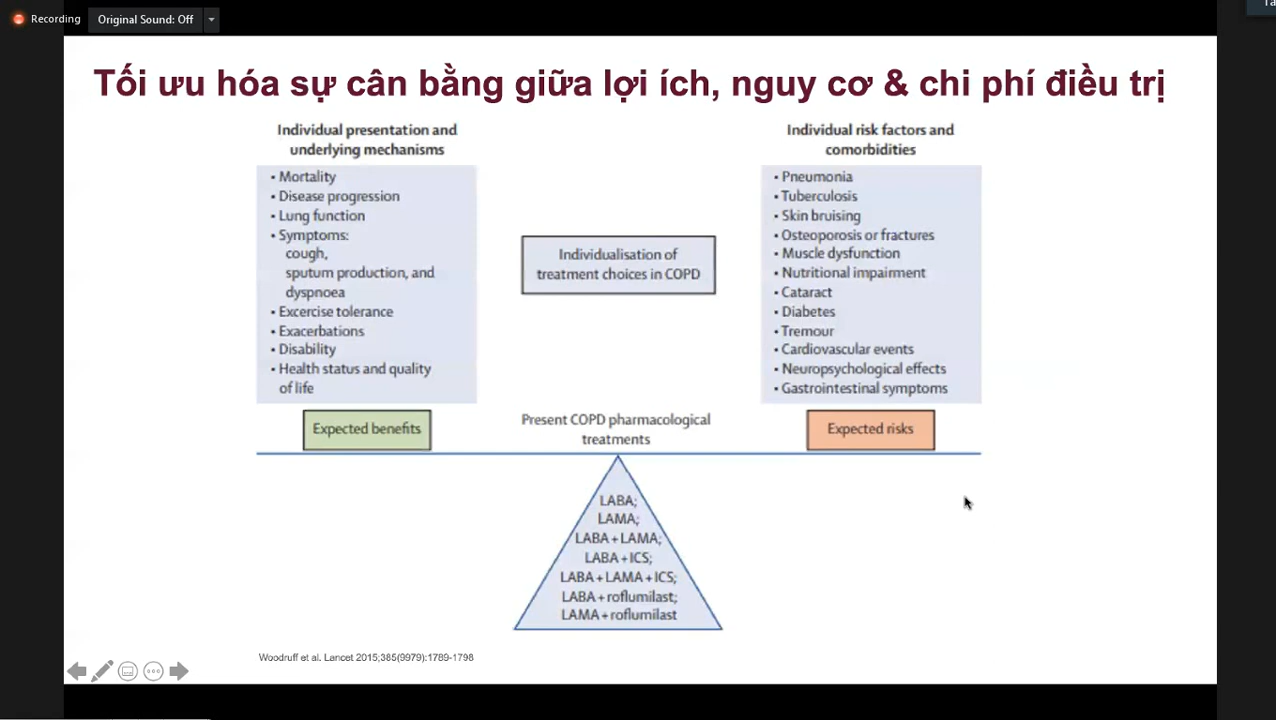 Recording
Original Sound: Off
Ta
Tối ưu hóa sự cân bằng giữa lợi ích, nguy cơ & chi phí điều trị
Individual presentation and
underlying mechanisms
• Mortality
• Disease progression
• Lung function
• Symptoms:
cough,
sputum production, and
dyspnoea
• Excercise tolerance
• Exacerbations
• Disability
• Health status and quality
of life
Expected benefits
Individualisation of
treatment choices in COPD
Individual risk factors and
comorbidities
• Pneumonia
• Tuberculosis
• Skin bruising
• Osteoporosis or fractures
• Muscle dysfunction
• Nutritional impairment
• Cataract
• Diabetes
• Tremour
• Cardiovascular events
• Neuropsychological effects
• Gastrointestinal symptoms
Expected risks
Present COPD pharmacological
treatments
LABA;
LAMA;
LABA + LAMA;
LABA + ICS;
LABA + LAMA + ICS;
LABA + roflumilast;
LAMA + roflumilast
Woodruff et al. Lancet 2015;385(9979):1789-1798